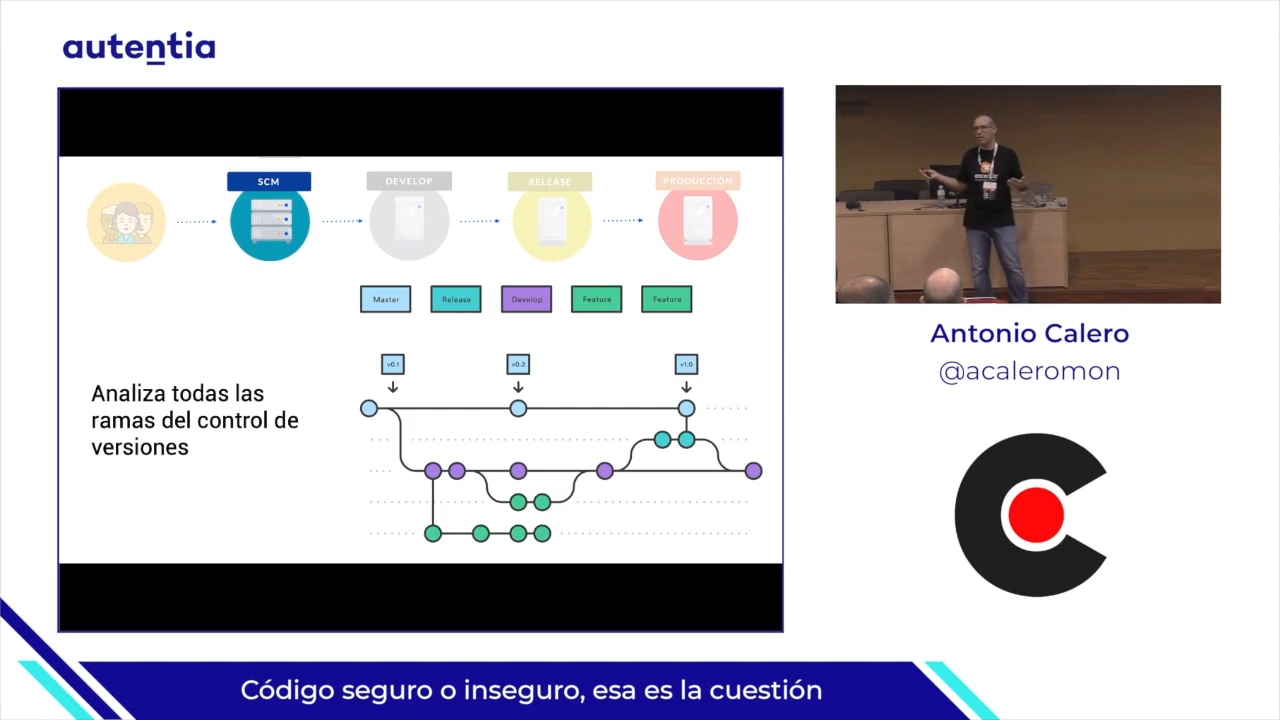 autentia
SCM
DEVELOP
RELEASE
PRODUCCIÓN
Master
Release
Develop
Feature
Feature
v0.1
v0.2
v1.0
Analiza todas las
ramas del control de
versiones
Antonio Calero
@acaleromon
Código seguro o inseguro, esa es la cuestión